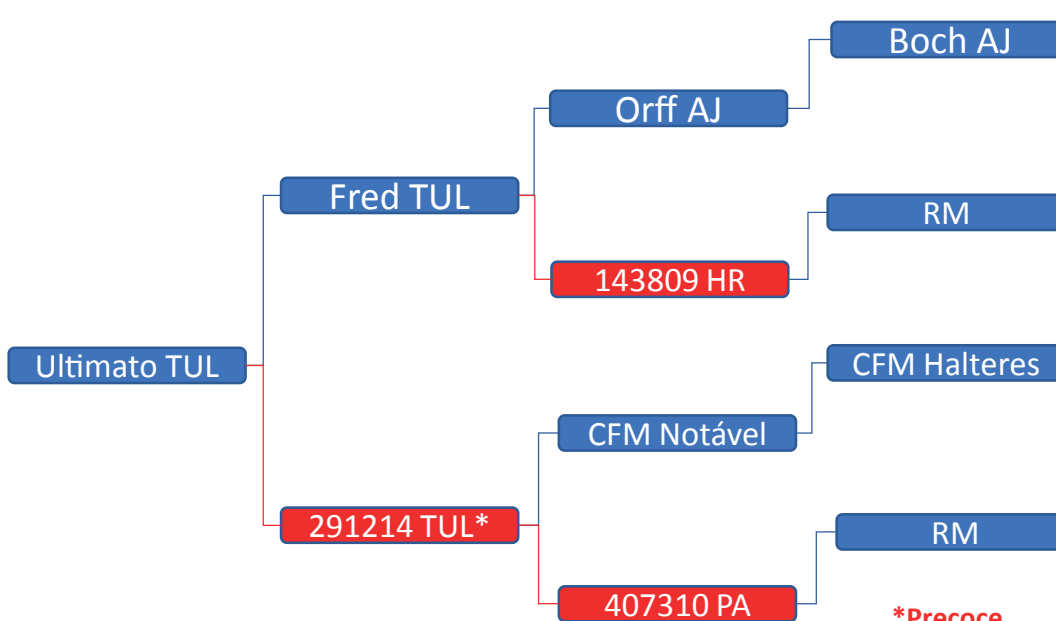 Boch AJ
Orff AJ
Fred TUL
RM
143809 HR
Ultimato TUL
CFM Halteres
CFM Notável
291214 TUL*
RM
407310 PA
*Precoce